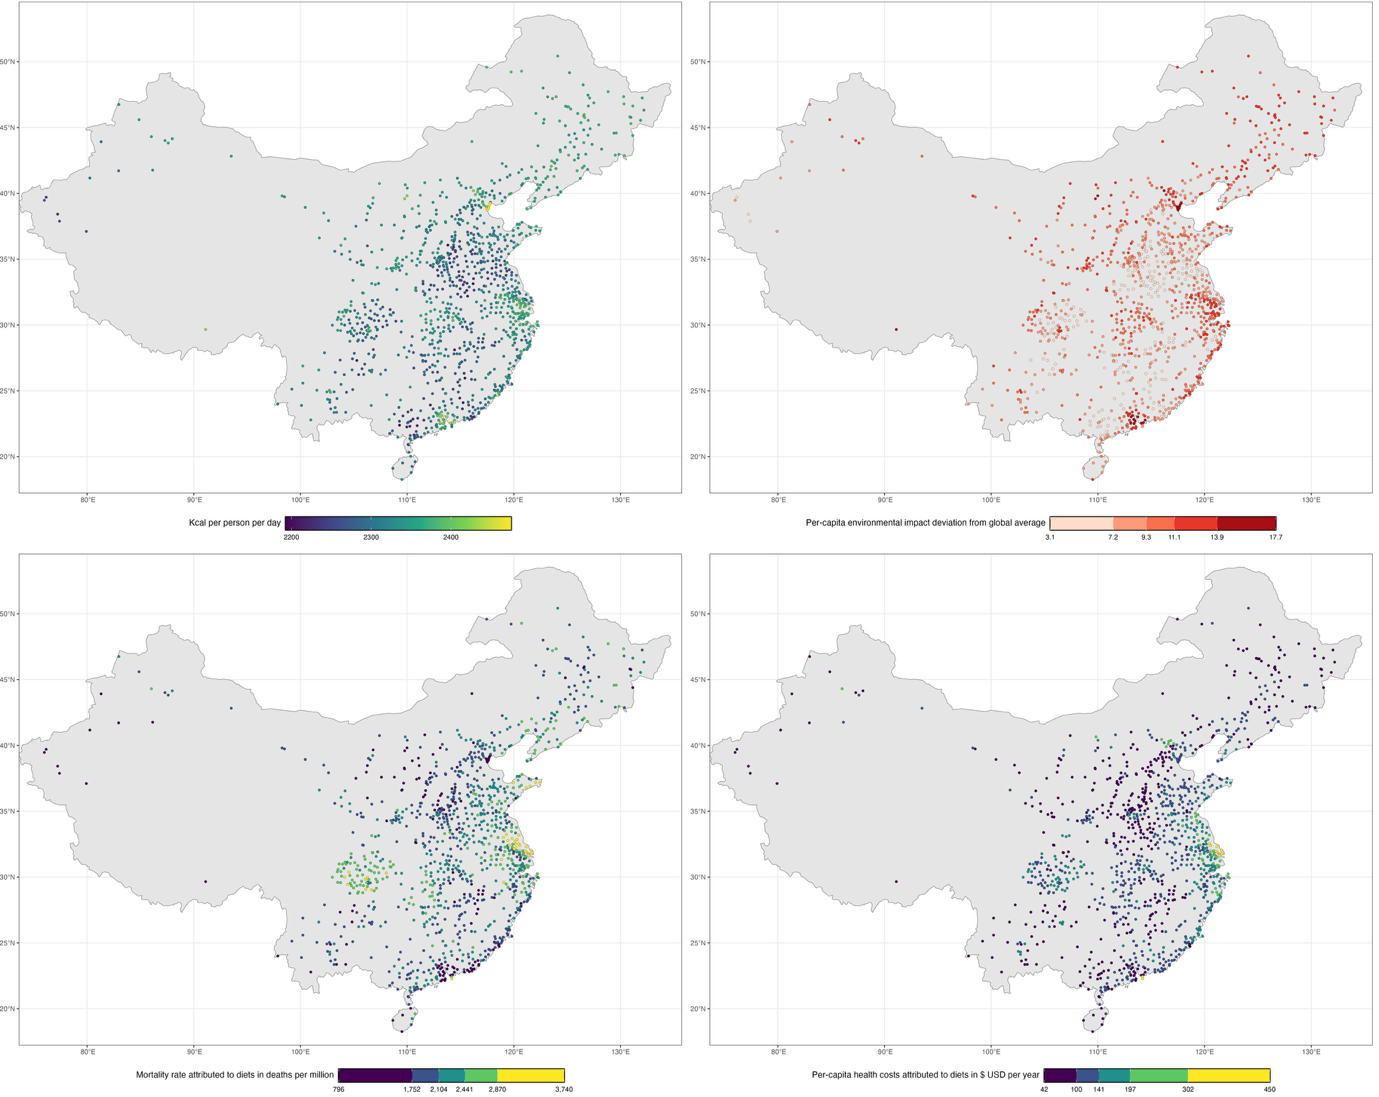 50°N
45°N
40°N
35°N
30°N
25°N
20°N
80°E 90°E 100°E 110°E 120°E 130°E
Kcal per person per day
2200 2300 2400
50°N
45°N
40°N
35°N
30°N
25°N
20°N
80°E 90°E 100°E 110°E 120°E 130°E
Per-capita environmental impact deviation from global average
3.1 7.2 9.3 11.1 13.9 17.7
50°N
45°N
40°N
35°N
30°N
25°N
20°N
80°E 90°E 100°E 110°E 120°E 130°E
Mortality rate attributed to diets in deaths per million
796 1,752 2,104 2,441 2,870 3,740
50°N
45°N
40°N
35°N
30°N
25°N
20°N
80°E 90°E 100°E 110°E 120°E 130°E
Per-capita health costs attributed to diets in $ USD per year
42 100 141 197 302 450